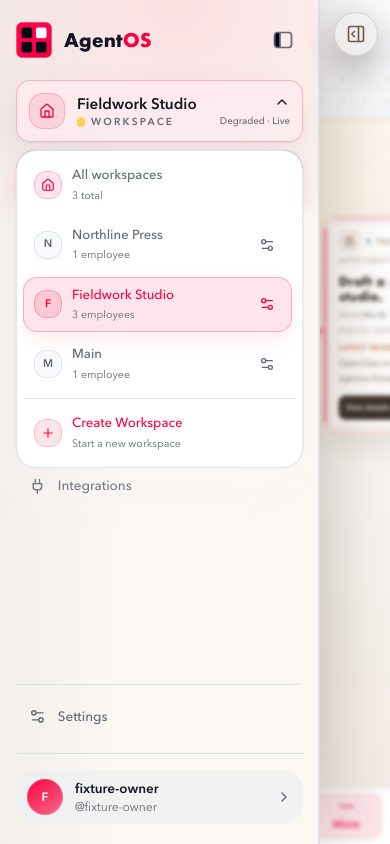 AgentOS
Fieldwork Studio
WORKSPACE
Degraded · Live
All workspaces
3 total
N
Northline Press
1 employee
F
Fieldwork Studio
3 employees
M
Main
1 employee
Create Workspace
Start a new workspace
Integrations
Settings
F
fixture-owner
@fixture-owner
More